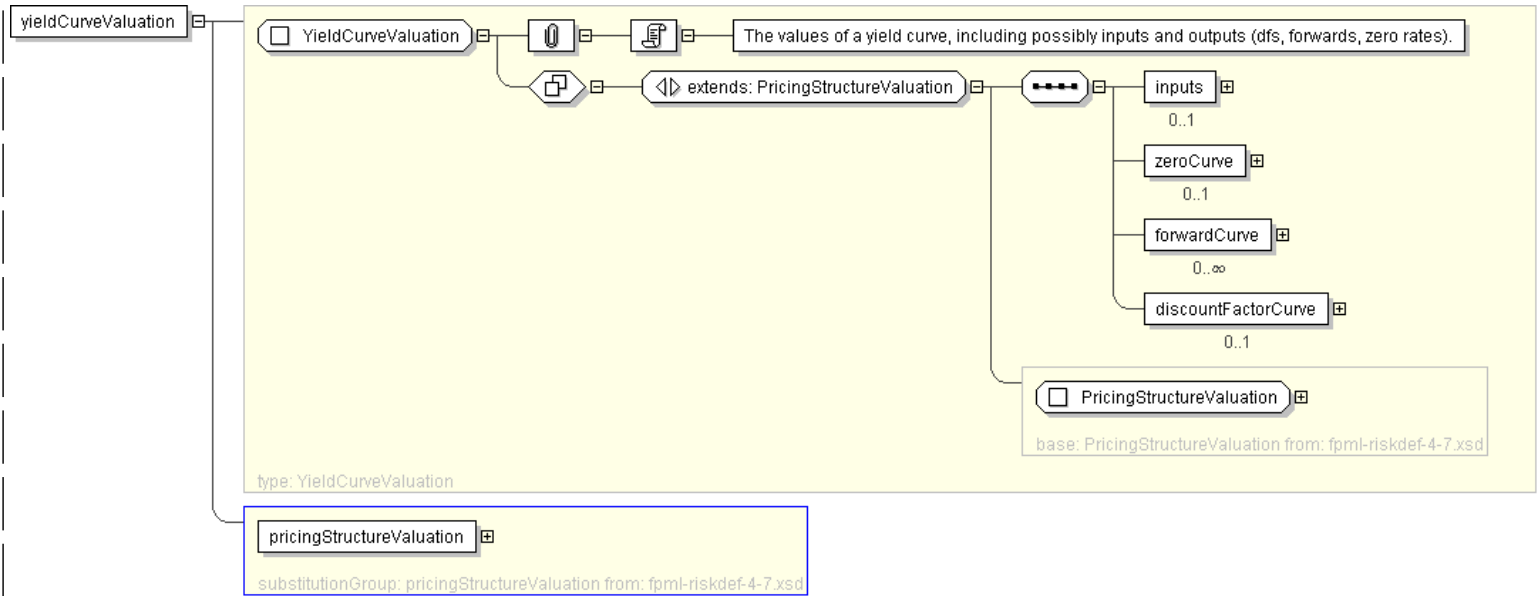 yieldCurveValuation
YieldCurveValuation
The values of a yield curve, including possibly inputs and outputs (dfs, forwards, zero rates).
extends: PricingStructureValuation
inputs
0..1
zeroCurve
0..1
forwardCurve
0..∞
discountFactorCurve
0..1
PricingStructureValuation
base: PricingStructureValuation from: fpml-riskdef-4-7.xsd
type: YieldCurveValuation
pricingStructureValuation
substitutionGroup: pricingStructureValuation from: fpml-riskdef-4-7.xsd